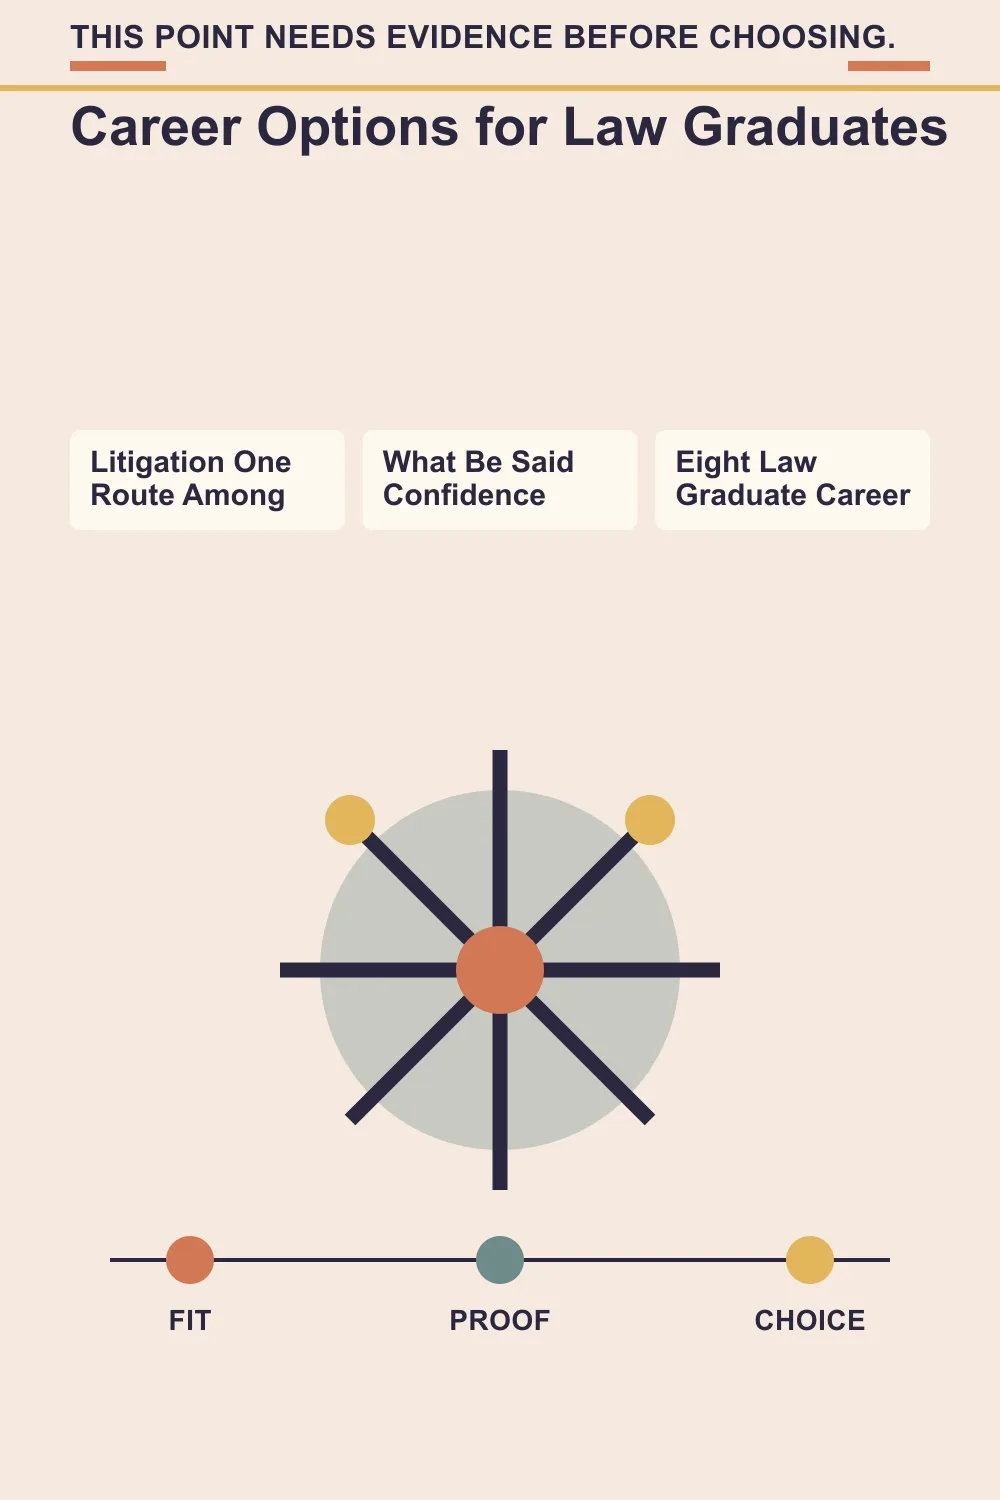 THIS POINT NEEDS EVIDENCE BEFORE CHOOSING.
Career Options for Law Graduates
Litigation One
Route Among
What Be Said
Confidence
Eight Law
Graduate Career
FIT
PROOF
CHOICE